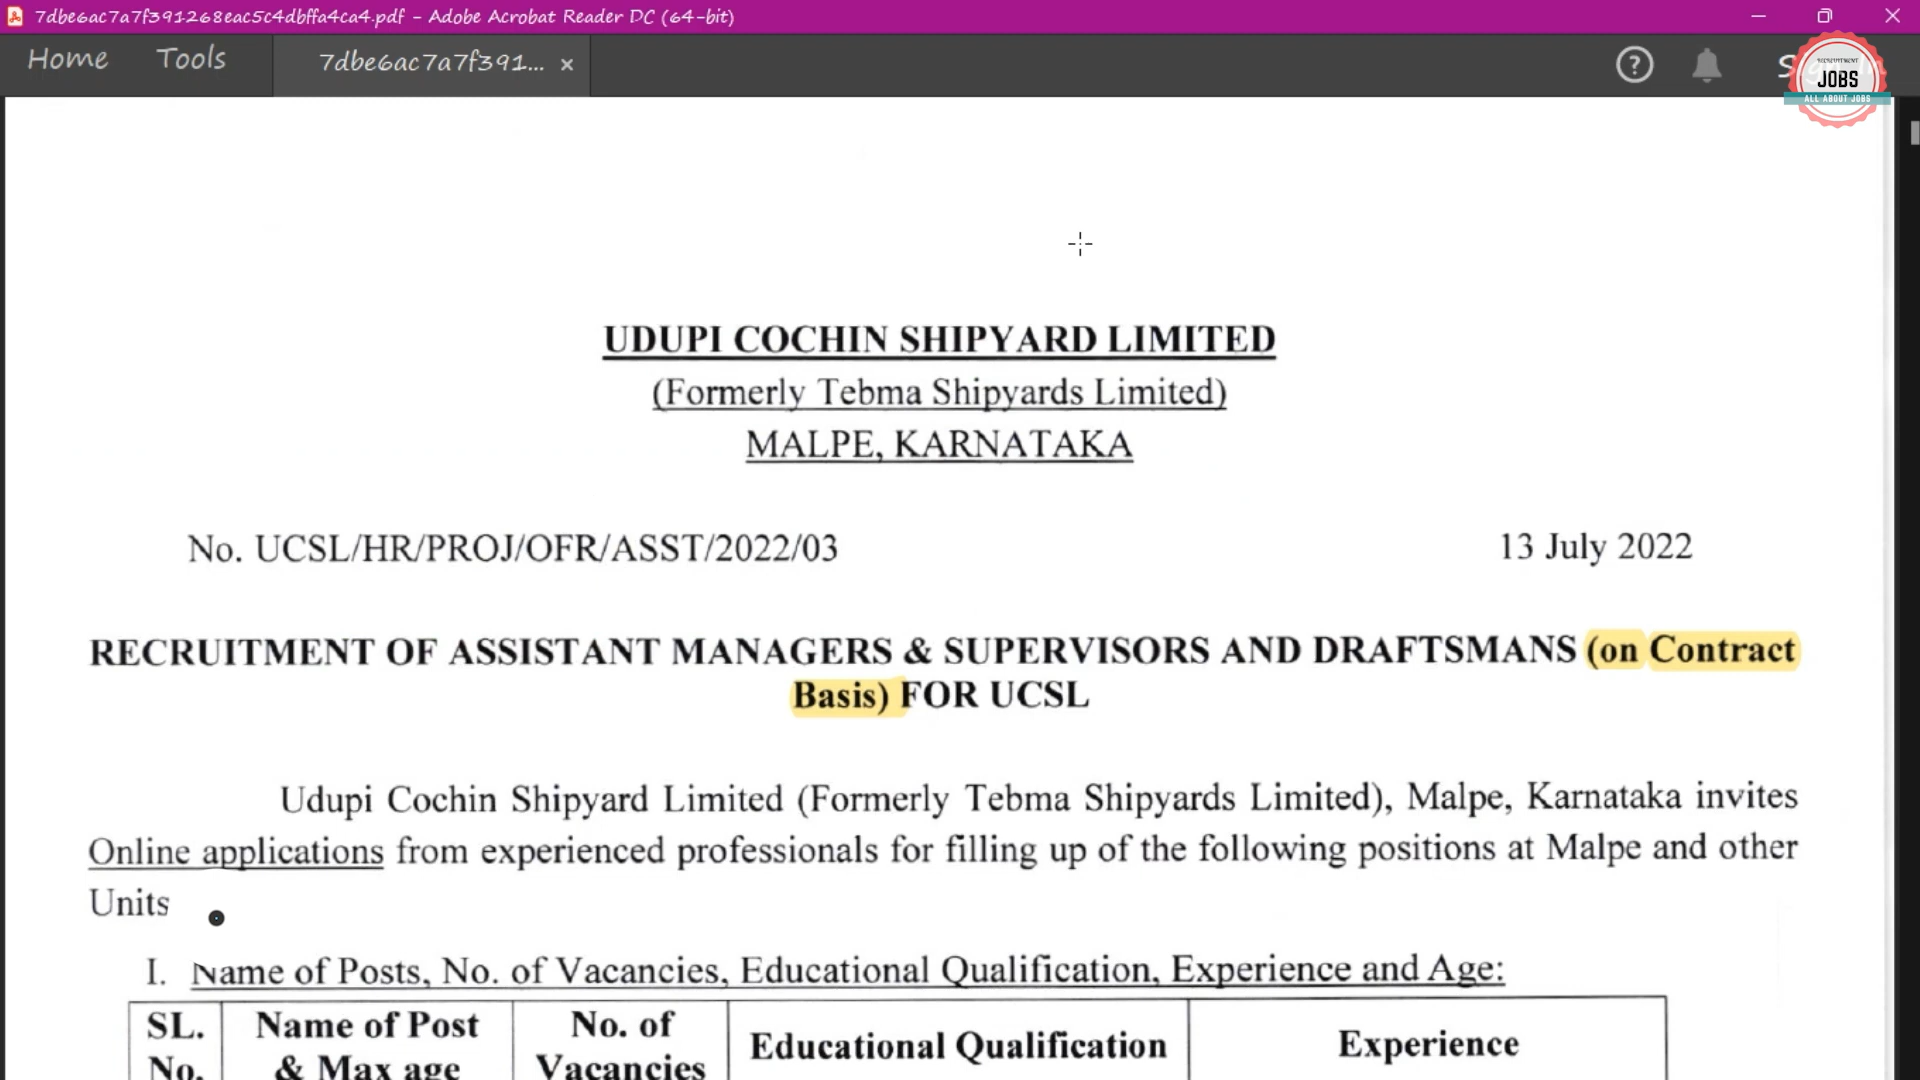 7dbe6ac7a7f391268eac5c4dbffa4ca4.pdf - Adobe Acrobat Reader DC (64-bit)
Home Tools 7dbe6ac7a7f391...
RECRUITMENT
JOBS
ALL ABOUT JOBS
UDUPI COCHIN SHIPYARD LIMITED
(Formerly Tebma Shipyards Limited)
MALPE, KARNATAKA
No. UCSL/HR/PROJ/OFR/ASST/2022/03 13 July 2022
RECRUITMENT OF ASSISTANT MANAGERS & SUPERVISORS AND DRAFTSMANS (on Contract
Basis) FOR UCSL
Udupi Cochin Shipyard Limited (Formerly Tebma Shipyards Limited), Malpe, Karnataka invites
Online applications from experienced professionals for filling up of the following positions at Malpe and other
Units
I. Name of Posts, No. of Vacancies, Educational Qualification, Experience and Age:
SL. Name of Post No. of Educational Qualification Experience
No. & Max age Vacancies